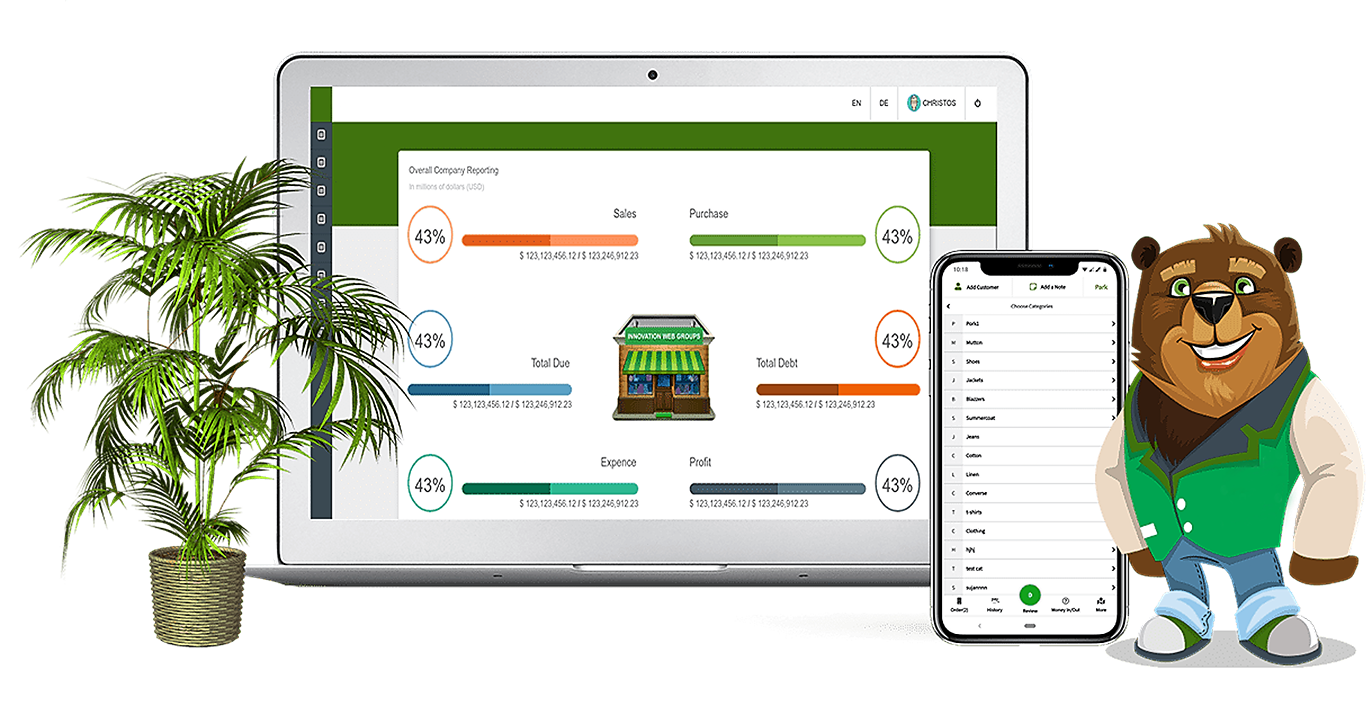 EN DE CHRISTOS
Overall Company Reporting
In millions of dollars (USD)
43%
Sales
$ 123,123,456.12 / $ 123,246,912.23
Purchase
$ 123,123,456.12 / $ 123,246,912.23
43%
43%
Total Due
$ 123,123,456.12 / $ 123,246,912.23
INNOVATION WEB GROUPS
Total Debt
$ 123,123,456.12 / $ 123,246,912.23
43%
43%
Expence
$ 123,123,456.12 / $ 123,246,912.23
Profit
$ 123,123,456.12 / $ 123,246,912.23
43%
10:18
Add Customer Add a Note Park
Choose Categories
P Pork1
M Mutton
S Shoes
J Jackets
B Blazzers
S Summercoat
J Jeans
C Cotton
L Linen
C Converse
T t-shirts
C Clothing
H hjhj
T test cat
S sujannnn
Order(2) History Review Money In/Out More